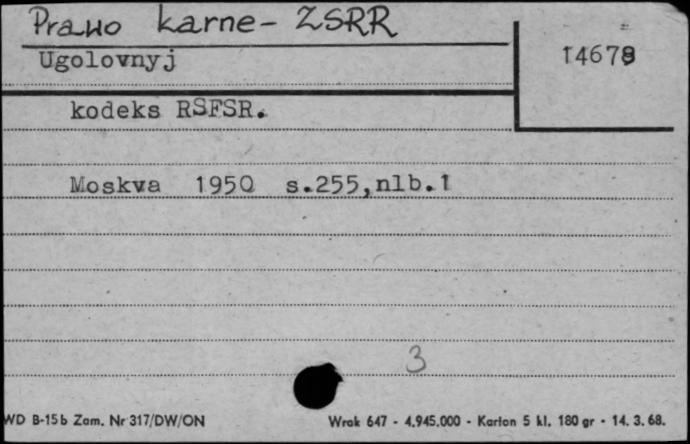 Prawo karne - ZSRR
Ugolovnyj
14678
kodeks RSFSR.
Moskva 1950 s.255,nlb.1
3
WD B-15b Zam. Nr 317/DW/ON
Wrok 647 - 4.945.000 - Karton 5 kl. 180 gr - 14. 3. 68.